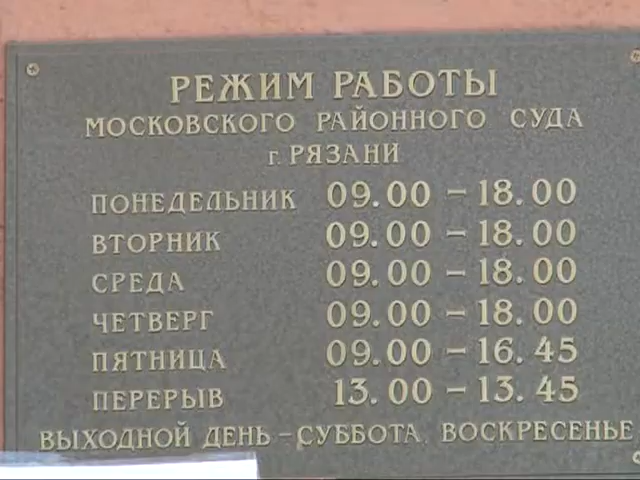 РЕЖИМ РАБОТЫ
МОСКОВСКОГО РАЙОННОГО СУДА
г. РЯЗАНИ
ПОНЕДЕЛЬНИК 09.00 – 18.00
ВТОРНИК 09.00 – 18.00
СРЕДА 09.00 – 18.00
ЧЕТВЕРГ 09.00 – 18.00
ПЯТНИЦА 09.00 – 16.45
ПЕРЕРЫВ 13.00 – 13.45
ВЫХОДНОЙ ДЕНЬ – СУББОТА, ВОСКРЕСЕНЬЕ